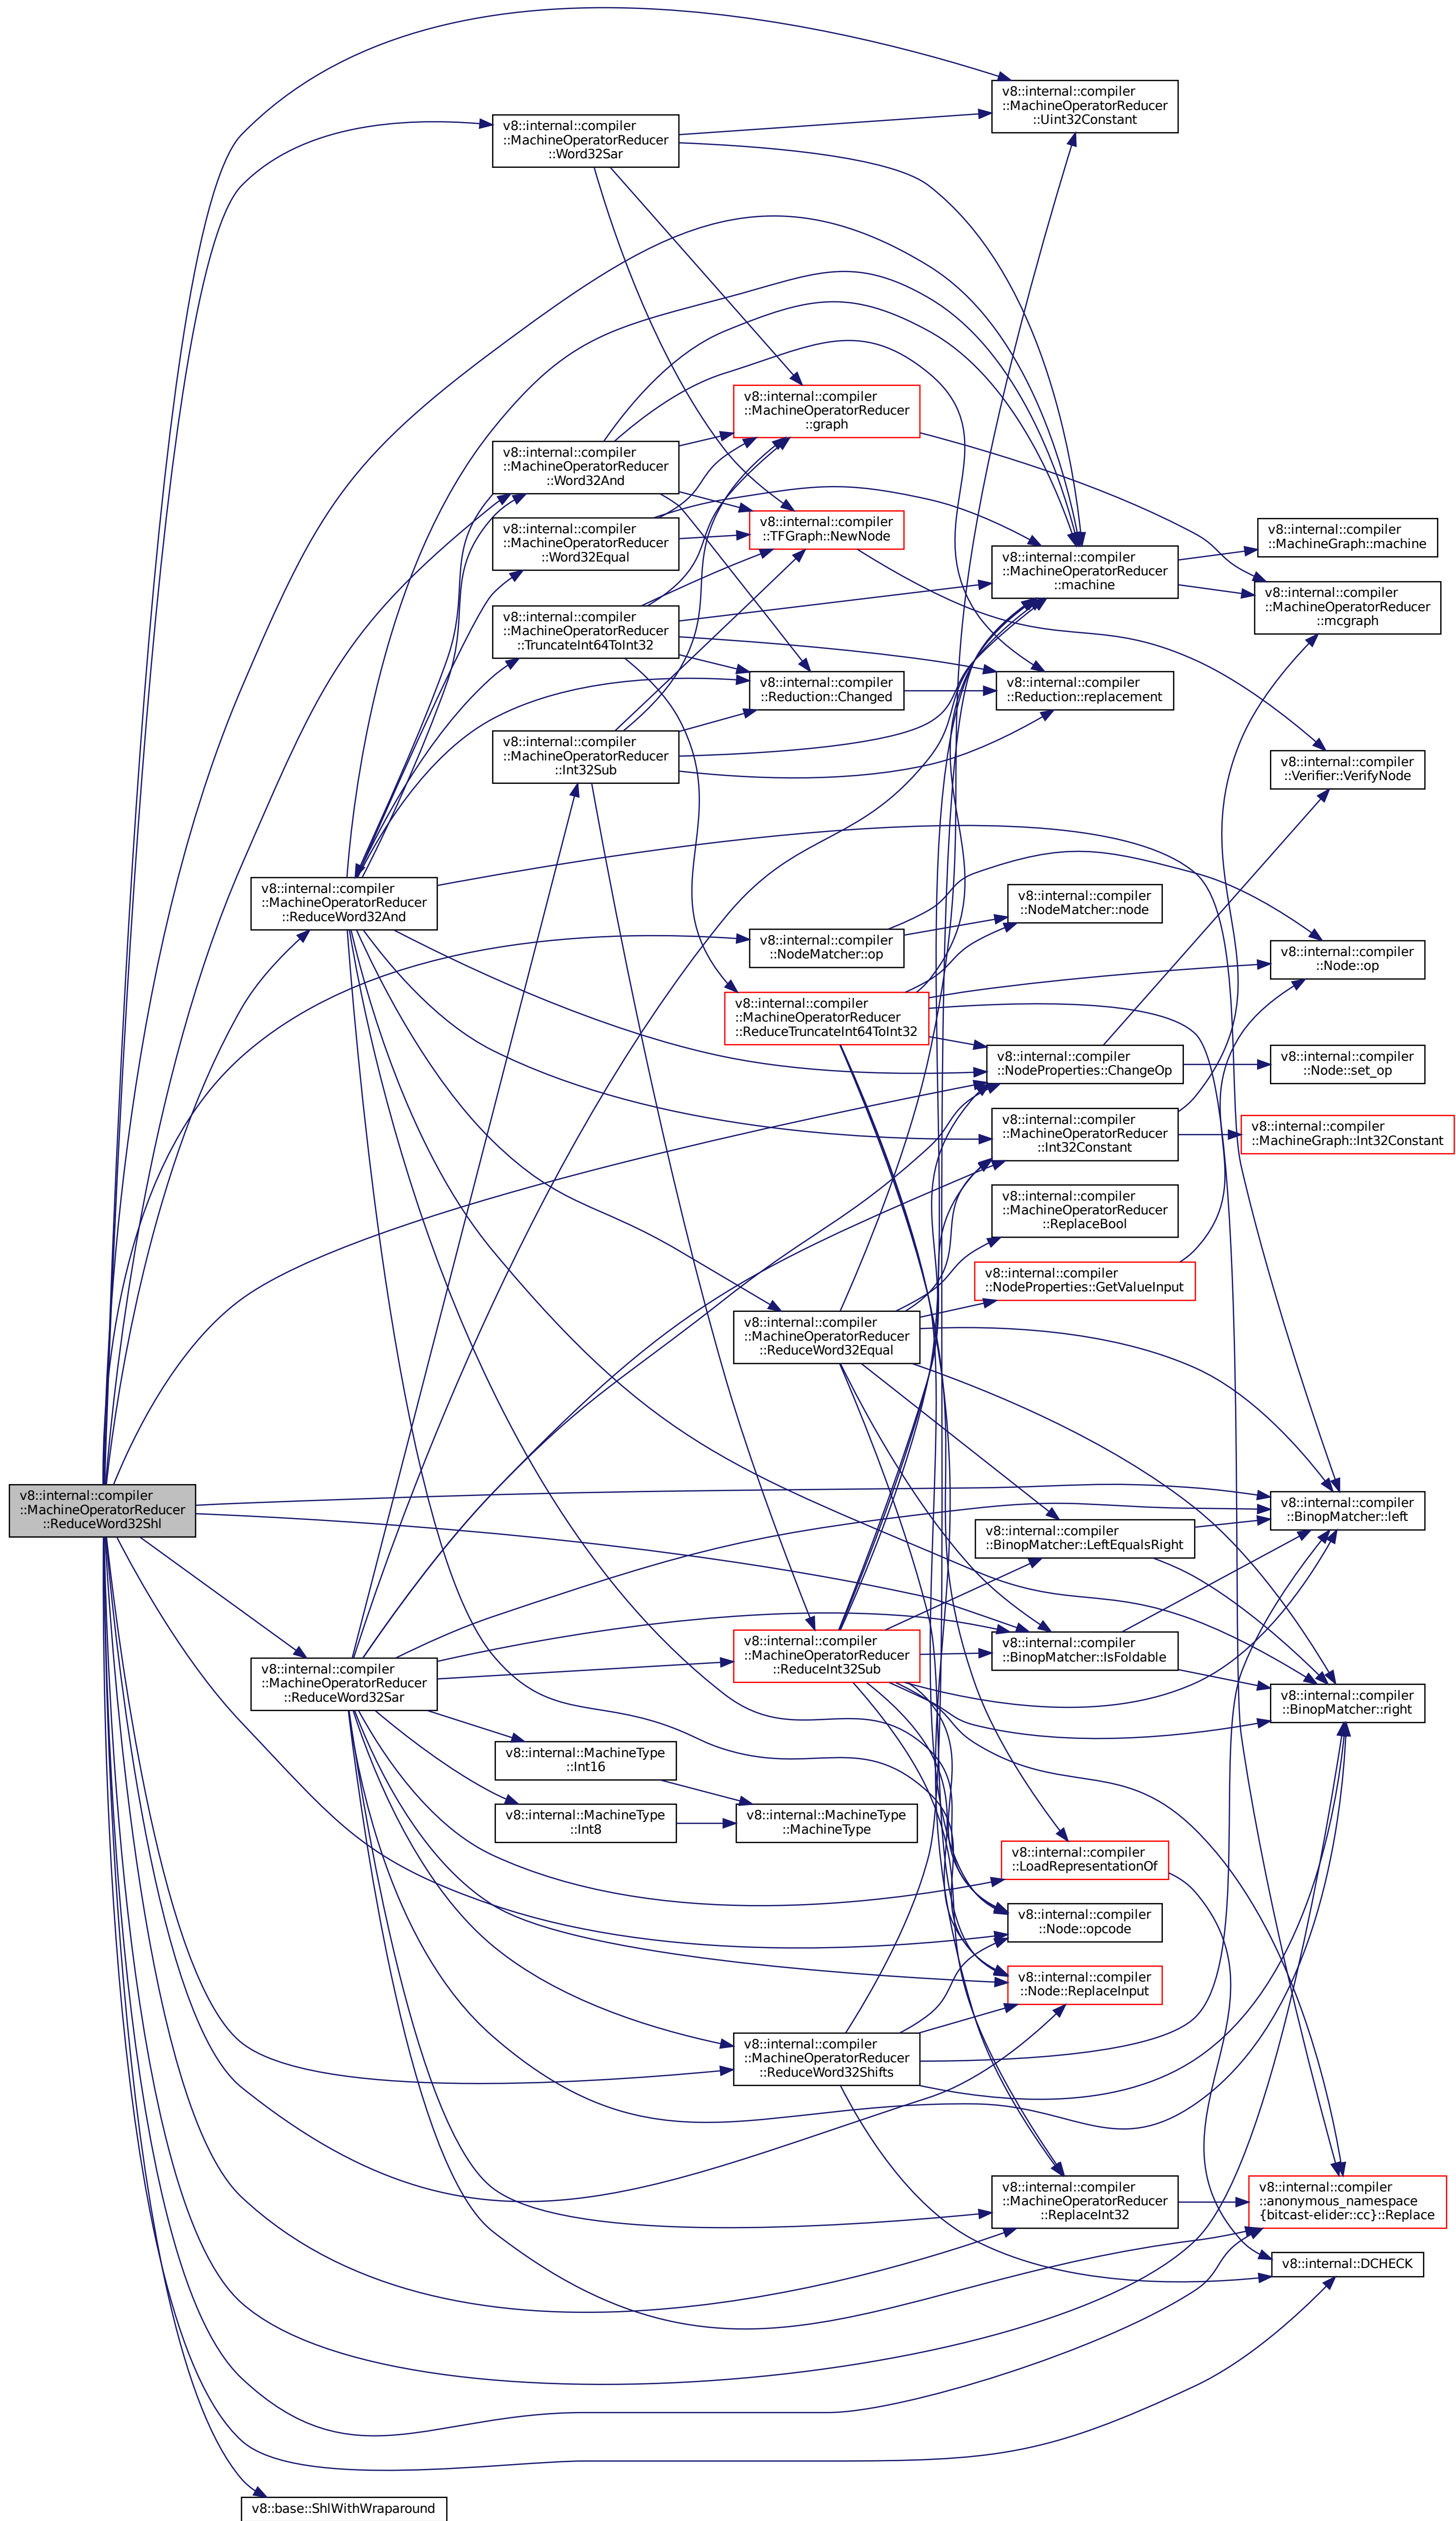 v8::internal::compiler
::MachineOperatorReducer
::Uint32Constant
v8::internal::compiler
::MachineOperatorReducer
::Word32Sar
v8::internal::compiler
::MachineOperatorReducer
::graph
v8::internal::compiler
::MachineOperatorReducer
::Word32And
v8::internal::compiler
::TFGraph::NewNode
v8::internal::compiler
::MachineOperatorReducer
::Word32Equal
v8::internal::compiler
::MachineGraph::machine
v8::internal::compiler
::MachineOperatorReducer
::machine
v8::internal::compiler
::MachineOperatorReducer
::mcgraph
v8::internal::compiler
::MachineOperatorReducer
::TruncateInt64ToInt32
v8::internal::compiler
::Reduction::Changed
v8::internal::compiler
::Reduction::replacement
v8::internal::compiler
::MachineOperatorReducer
::Int32Sub
v8::internal::compiler
::Verifier::VerifyNode
v8::internal::compiler
::MachineOperatorReducer
::ReduceWord32And
v8::internal::compiler
::NodeMatcher::node
v8::internal::compiler
::NodeMatcher::op
v8::internal::compiler
::Node::op
v8::internal::compiler
::MachineOperatorReducer
::ReduceTruncateInt64ToInt32
v8::internal::compiler
::NodeProperties::ChangeOp
v8::internal::compiler
::Node::set_op
v8::internal::compiler
::MachineOperatorReducer
::Int32Constant
v8::internal::compiler
::MachineGraph::Int32Constant
v8::internal::compiler
::MachineOperatorReducer
::ReplaceBool
v8::internal::compiler
::NodeProperties::GetValueInput
v8::internal::compiler
::MachineOperatorReducer
::ReduceWord32Equal
v8::internal::compiler
::MachineOperatorReducer
::ReduceWord32Shl
v8::internal::compiler
::BinopMatcher::left
v8::internal::compiler
::BinopMatcher::LeftEqualsRight
v8::internal::compiler
::MachineOperatorReducer
::ReduceInt32Sub
v8::internal::compiler
::BinopMatcher::IsFoldable
v8::internal::compiler
::MachineOperatorReducer
::ReduceWord32Sar
v8::internal::compiler
::BinopMatcher::right
v8::internal::MachineType
::Int16
v8::internal::MachineType
::Int8
v8::internal::MachineType
::MachineType
v8::internal::compiler
::LoadRepresentationOf
v8::internal::compiler
::Node::opcode
v8::internal::compiler
::Node::ReplaceInput
v8::internal::compiler
::MachineOperatorReducer
::ReduceWord32Shifts
v8::internal::compiler
::MachineOperatorReducer
::ReplaceInt32
v8::internal::compiler
::anonymous_namespace
{bitcast-elider::cc}::Replace
v8::internal::DCHECK
v8::base::ShlWithWraparound